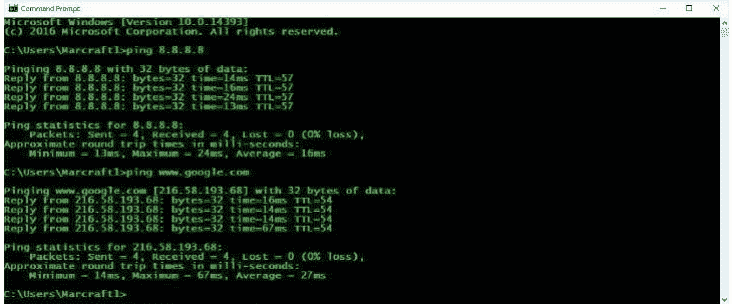 Command Prompt
Microsoft Windows [Version 10.0.14393]
(c) 2016 Microsoft Corporation. All rights reserved.
C:\Users\Marcraft1>ping 8.8.8.8
Pinging 8.8.8.8 with 32 bytes of data:
Reply from 8.8.8.8: bytes=32 time=14ms TTL=57
Reply from 8.8.8.8: bytes=32 time=16ms TTL=57
Reply from 8.8.8.8: bytes=32 time=24ms TTL=57
Reply from 8.8.8.8: bytes=32 time=13ms TTL=57
Ping statistics for 8.8.8.8:
Packets: Sent = 4, Received = 4, Lost = 0 (0% loss),
Approximate round trip times in milli-seconds:
Minimum = 13ms, Maximum = 24ms, Average = 16ms
C:\Users\Marcraft1>ping www.google.com
Pinging www.google.com [216.58.193.68] with 32 bytes of data:
Reply from 216.58.193.68: bytes=32 time=16ms TTL=54
Reply from 216.58.193.68: bytes=32 time=14ms TTL=54
Reply from 216.58.193.68: bytes=32 time=14ms TTL=54
Reply from 216.58.193.68: bytes=32 time=67ms TTL=54
Ping statistics for 216.58.193.68:
Packets: Sent = 4, Received = 4, Lost = 0 (0% loss),
Approximate round trip times in milli-seconds:
Minimum = 14ms, Maximum = 67ms, Average = 27ms
C:\Users\Marcraft1>